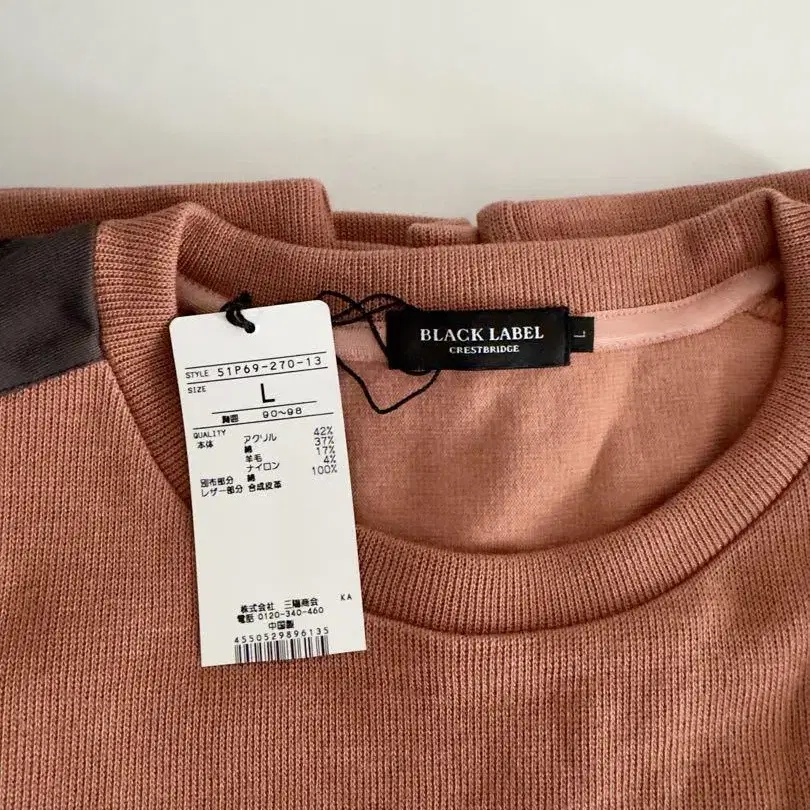 BLACK LABEL
CRESTBRIDGE
L
STYLE 51P69-270-13
SIZE
L
胸囲 90~98
QUALITY
本体 アクリル 42%
綿 37%
羊毛 17%
ナイロン 4%
別布部分 綿 100%
レザー部分 合成皮革
株式会社 三陽商会 KA
電話 0120-340-460
中国製
4550529896135